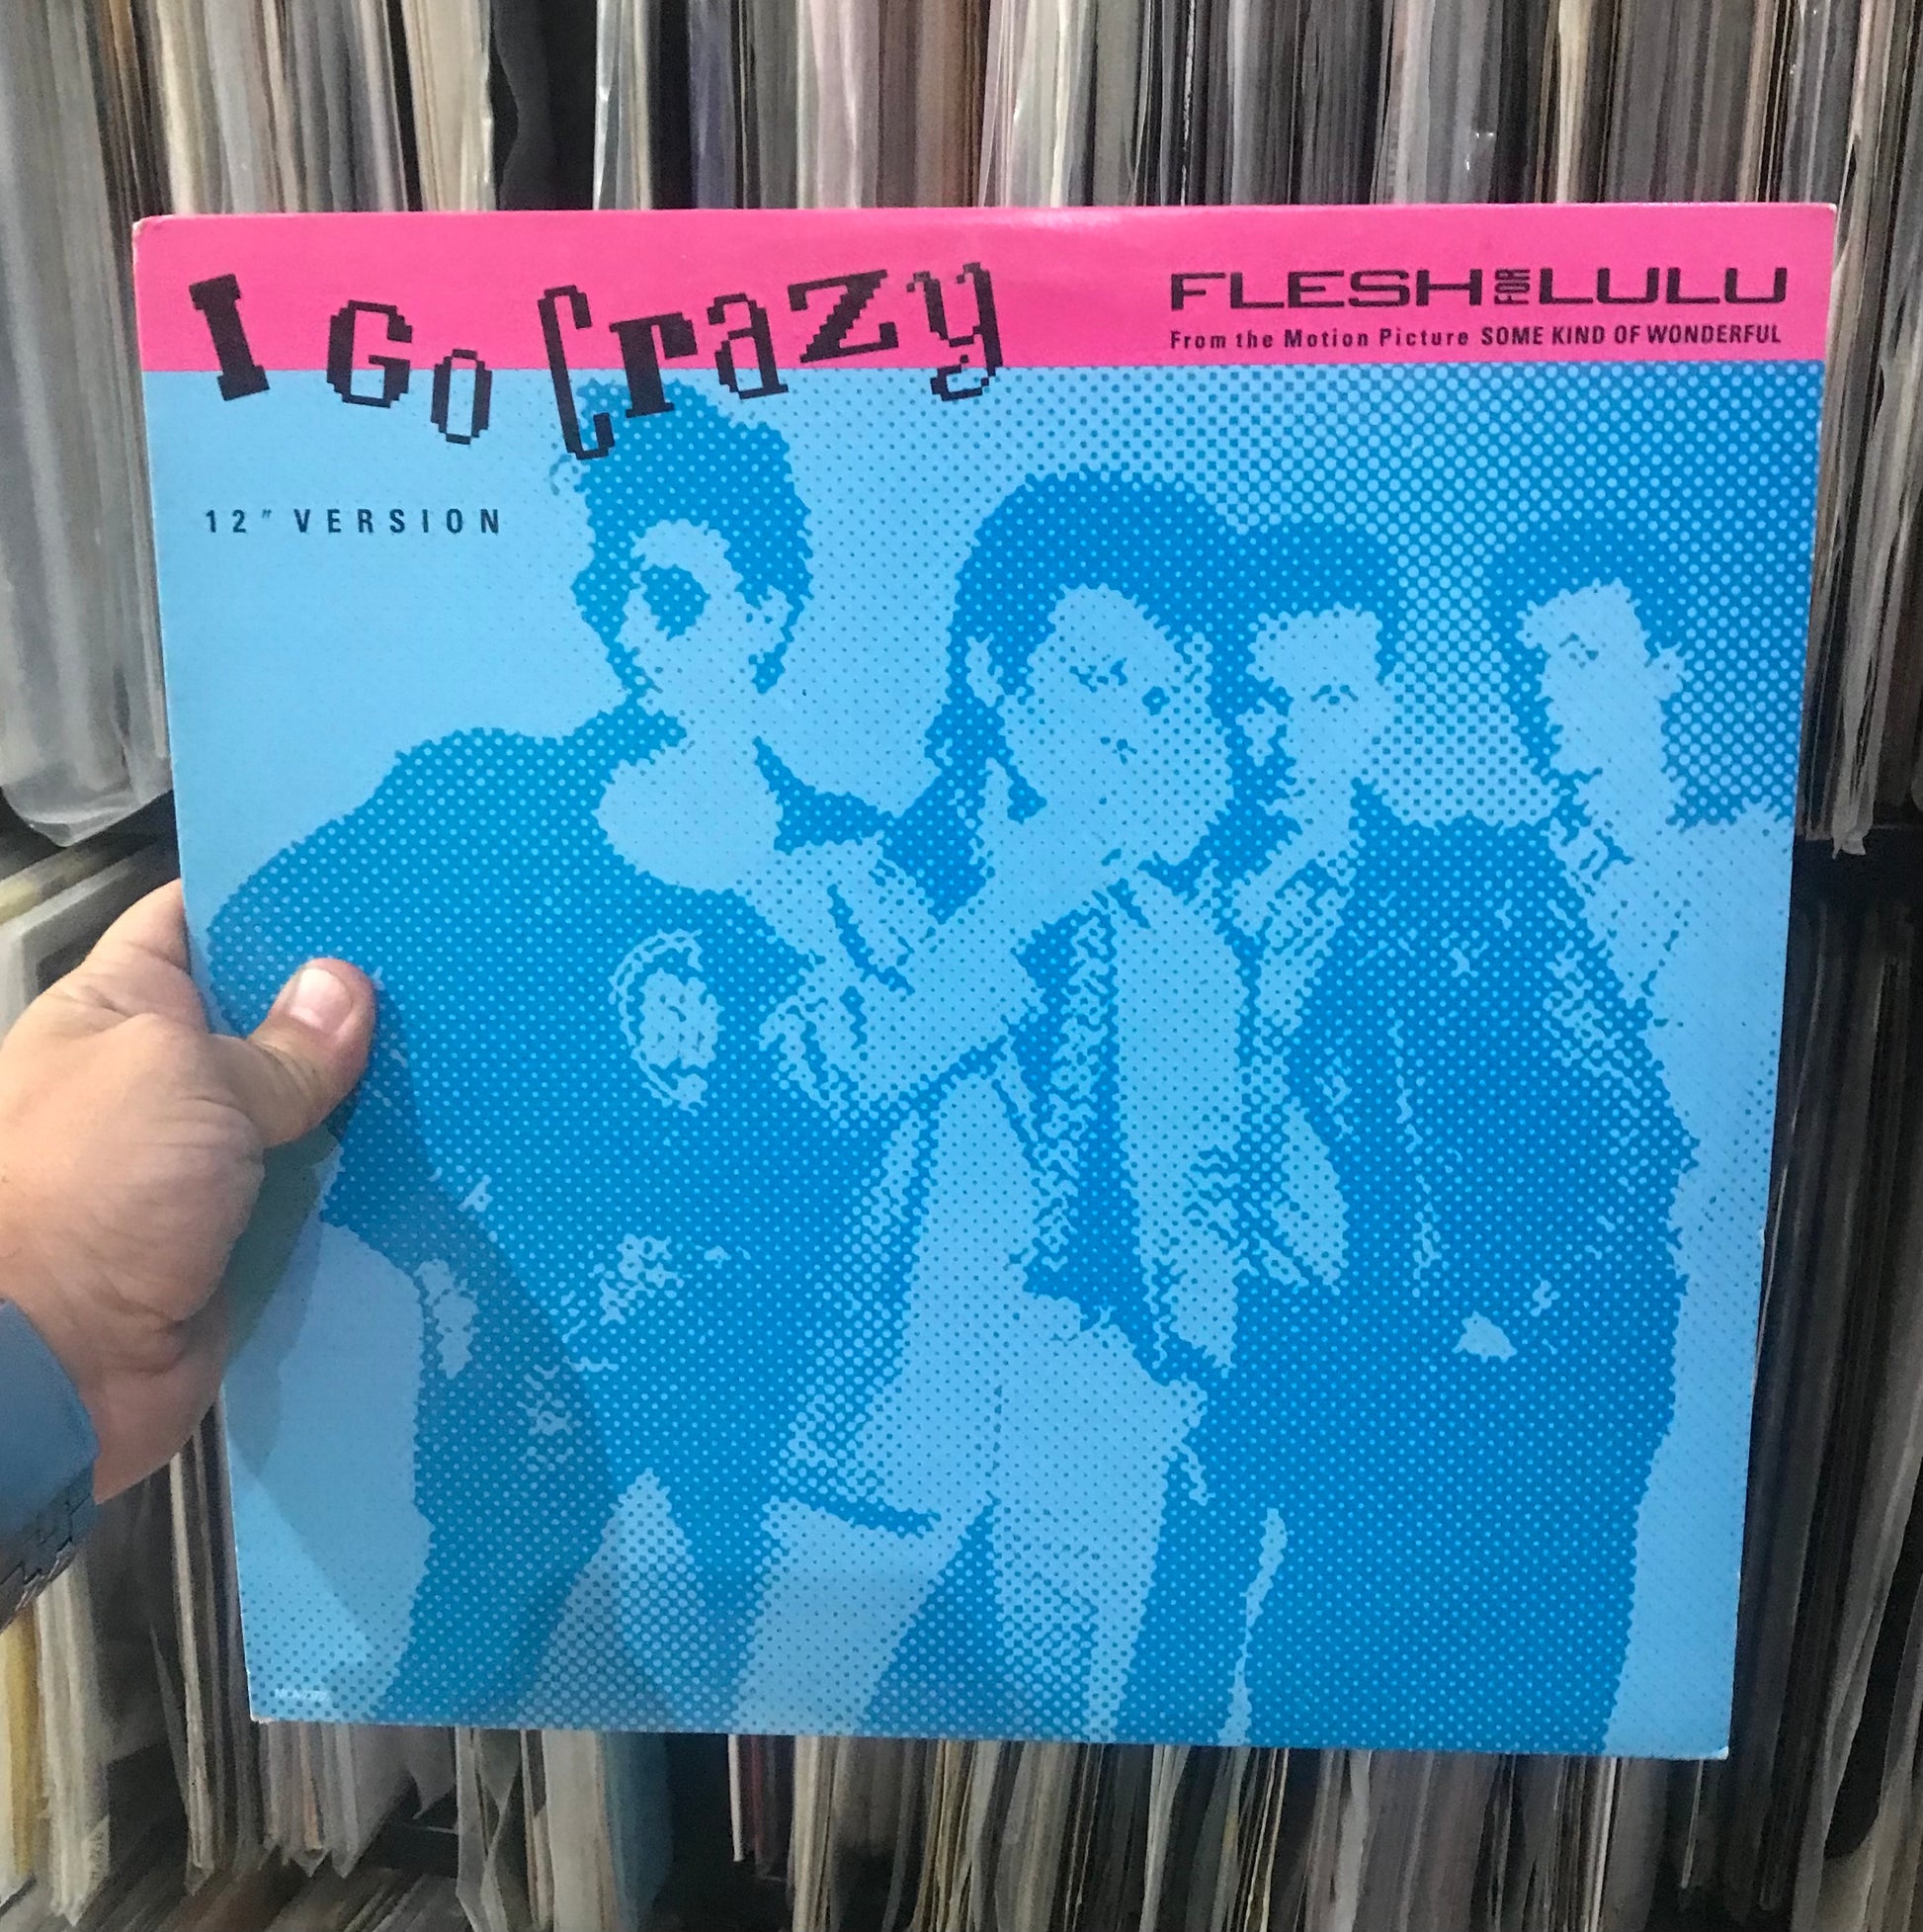 I Go Crazy
FLESH FOR LULU
From the Motion Picture SOME KIND OF WONDERFUL
12" VERSION